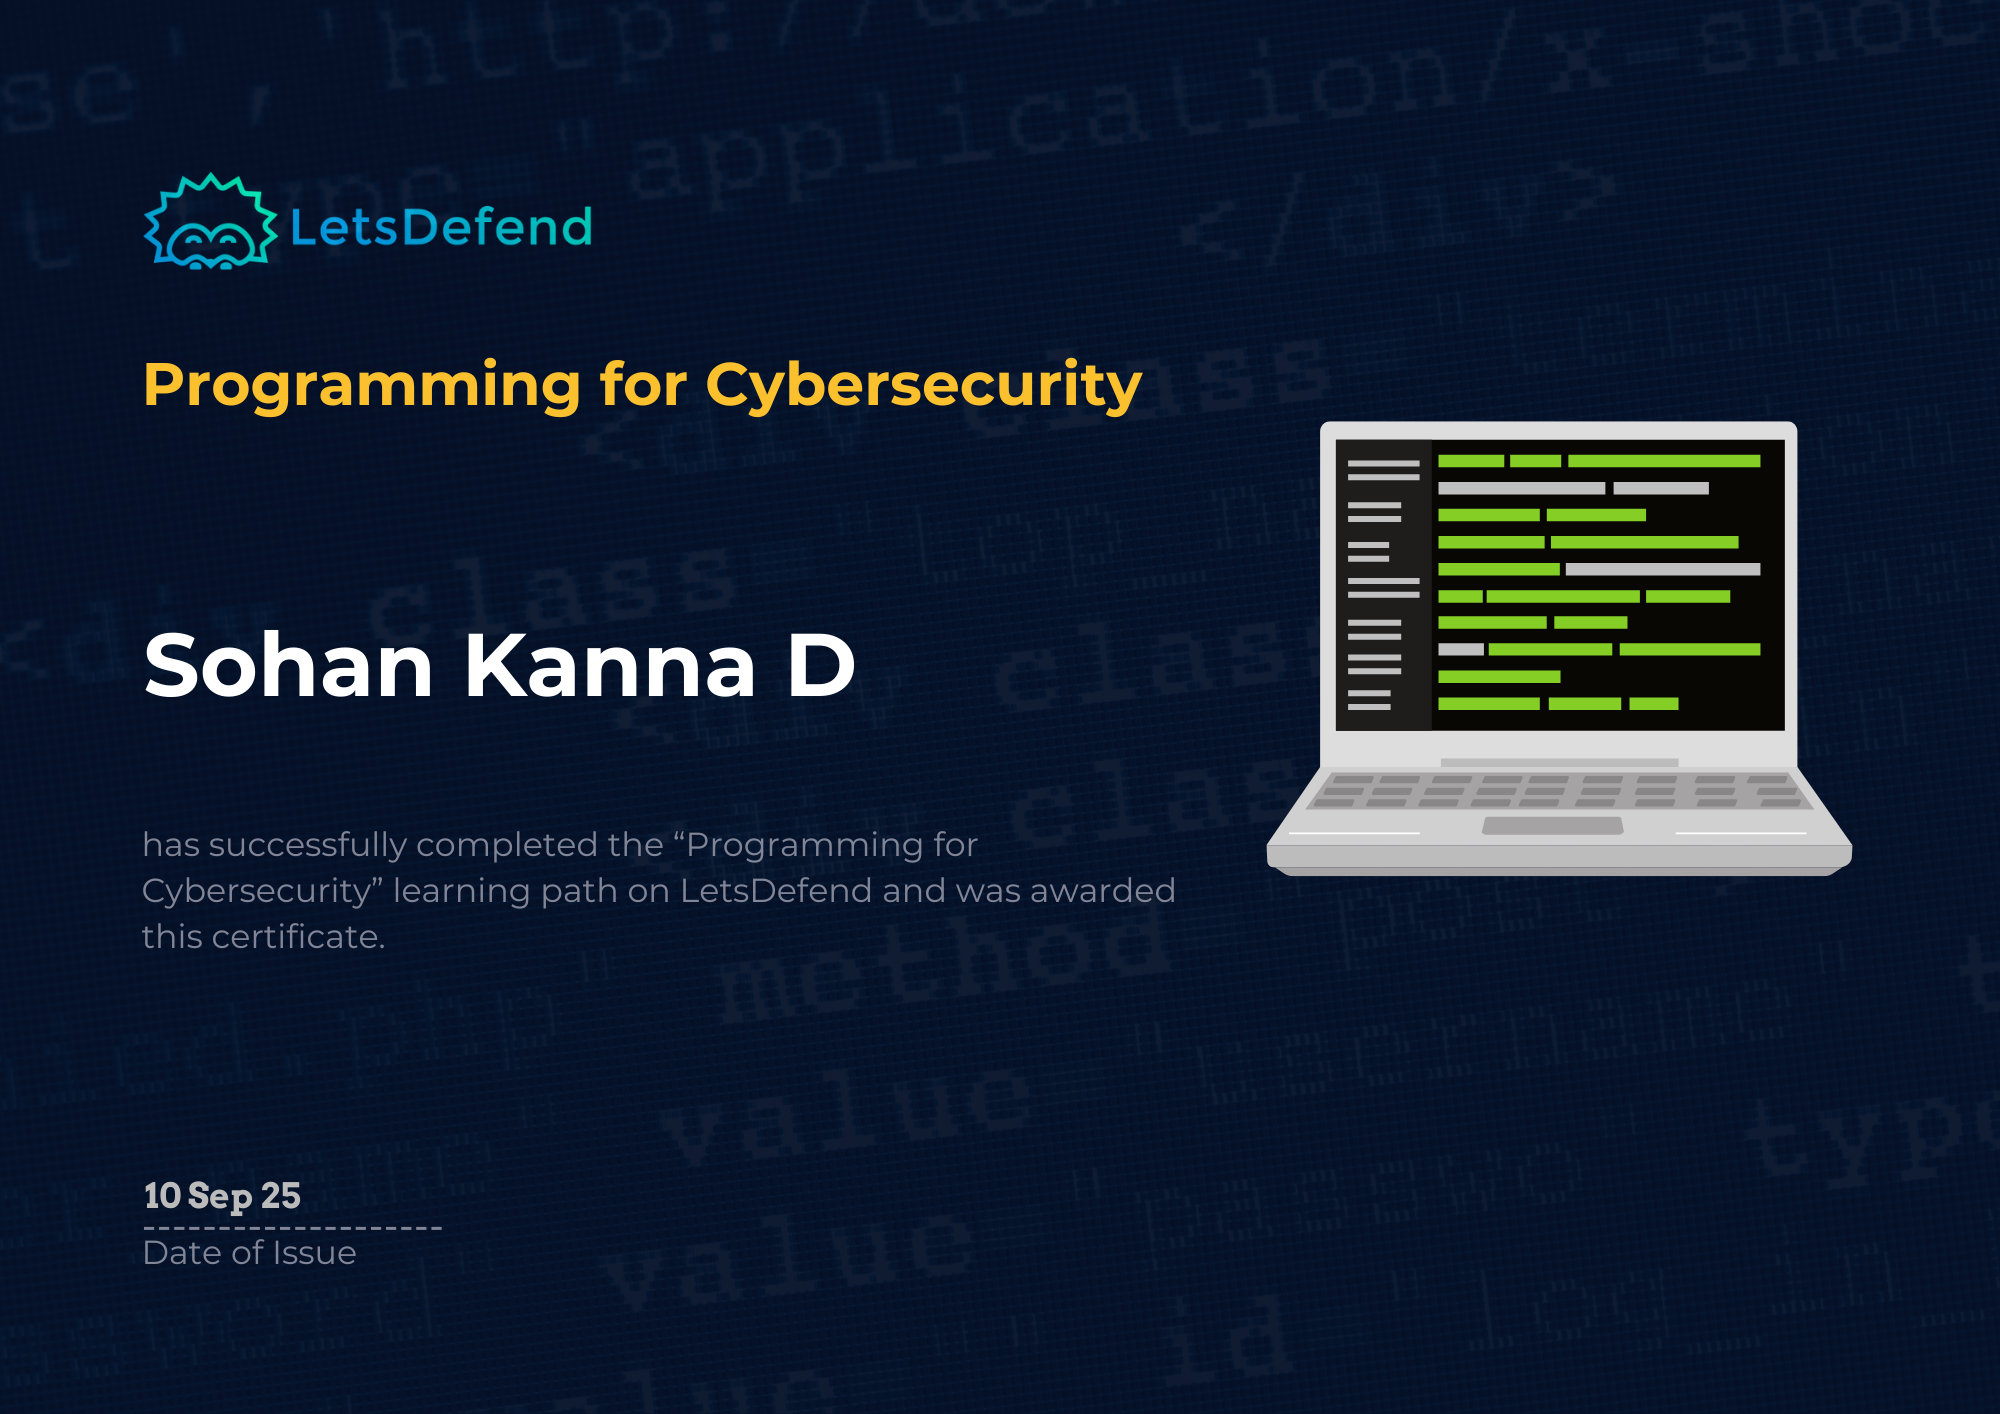 LetsDefend
Programming for Cybersecurity
Sohan Kanna D
has successfully completed the “Programming for
Cybersecurity” learning path on LetsDefend and was awarded
this certificate.
10 Sep 25
--------------------
Date of Issue